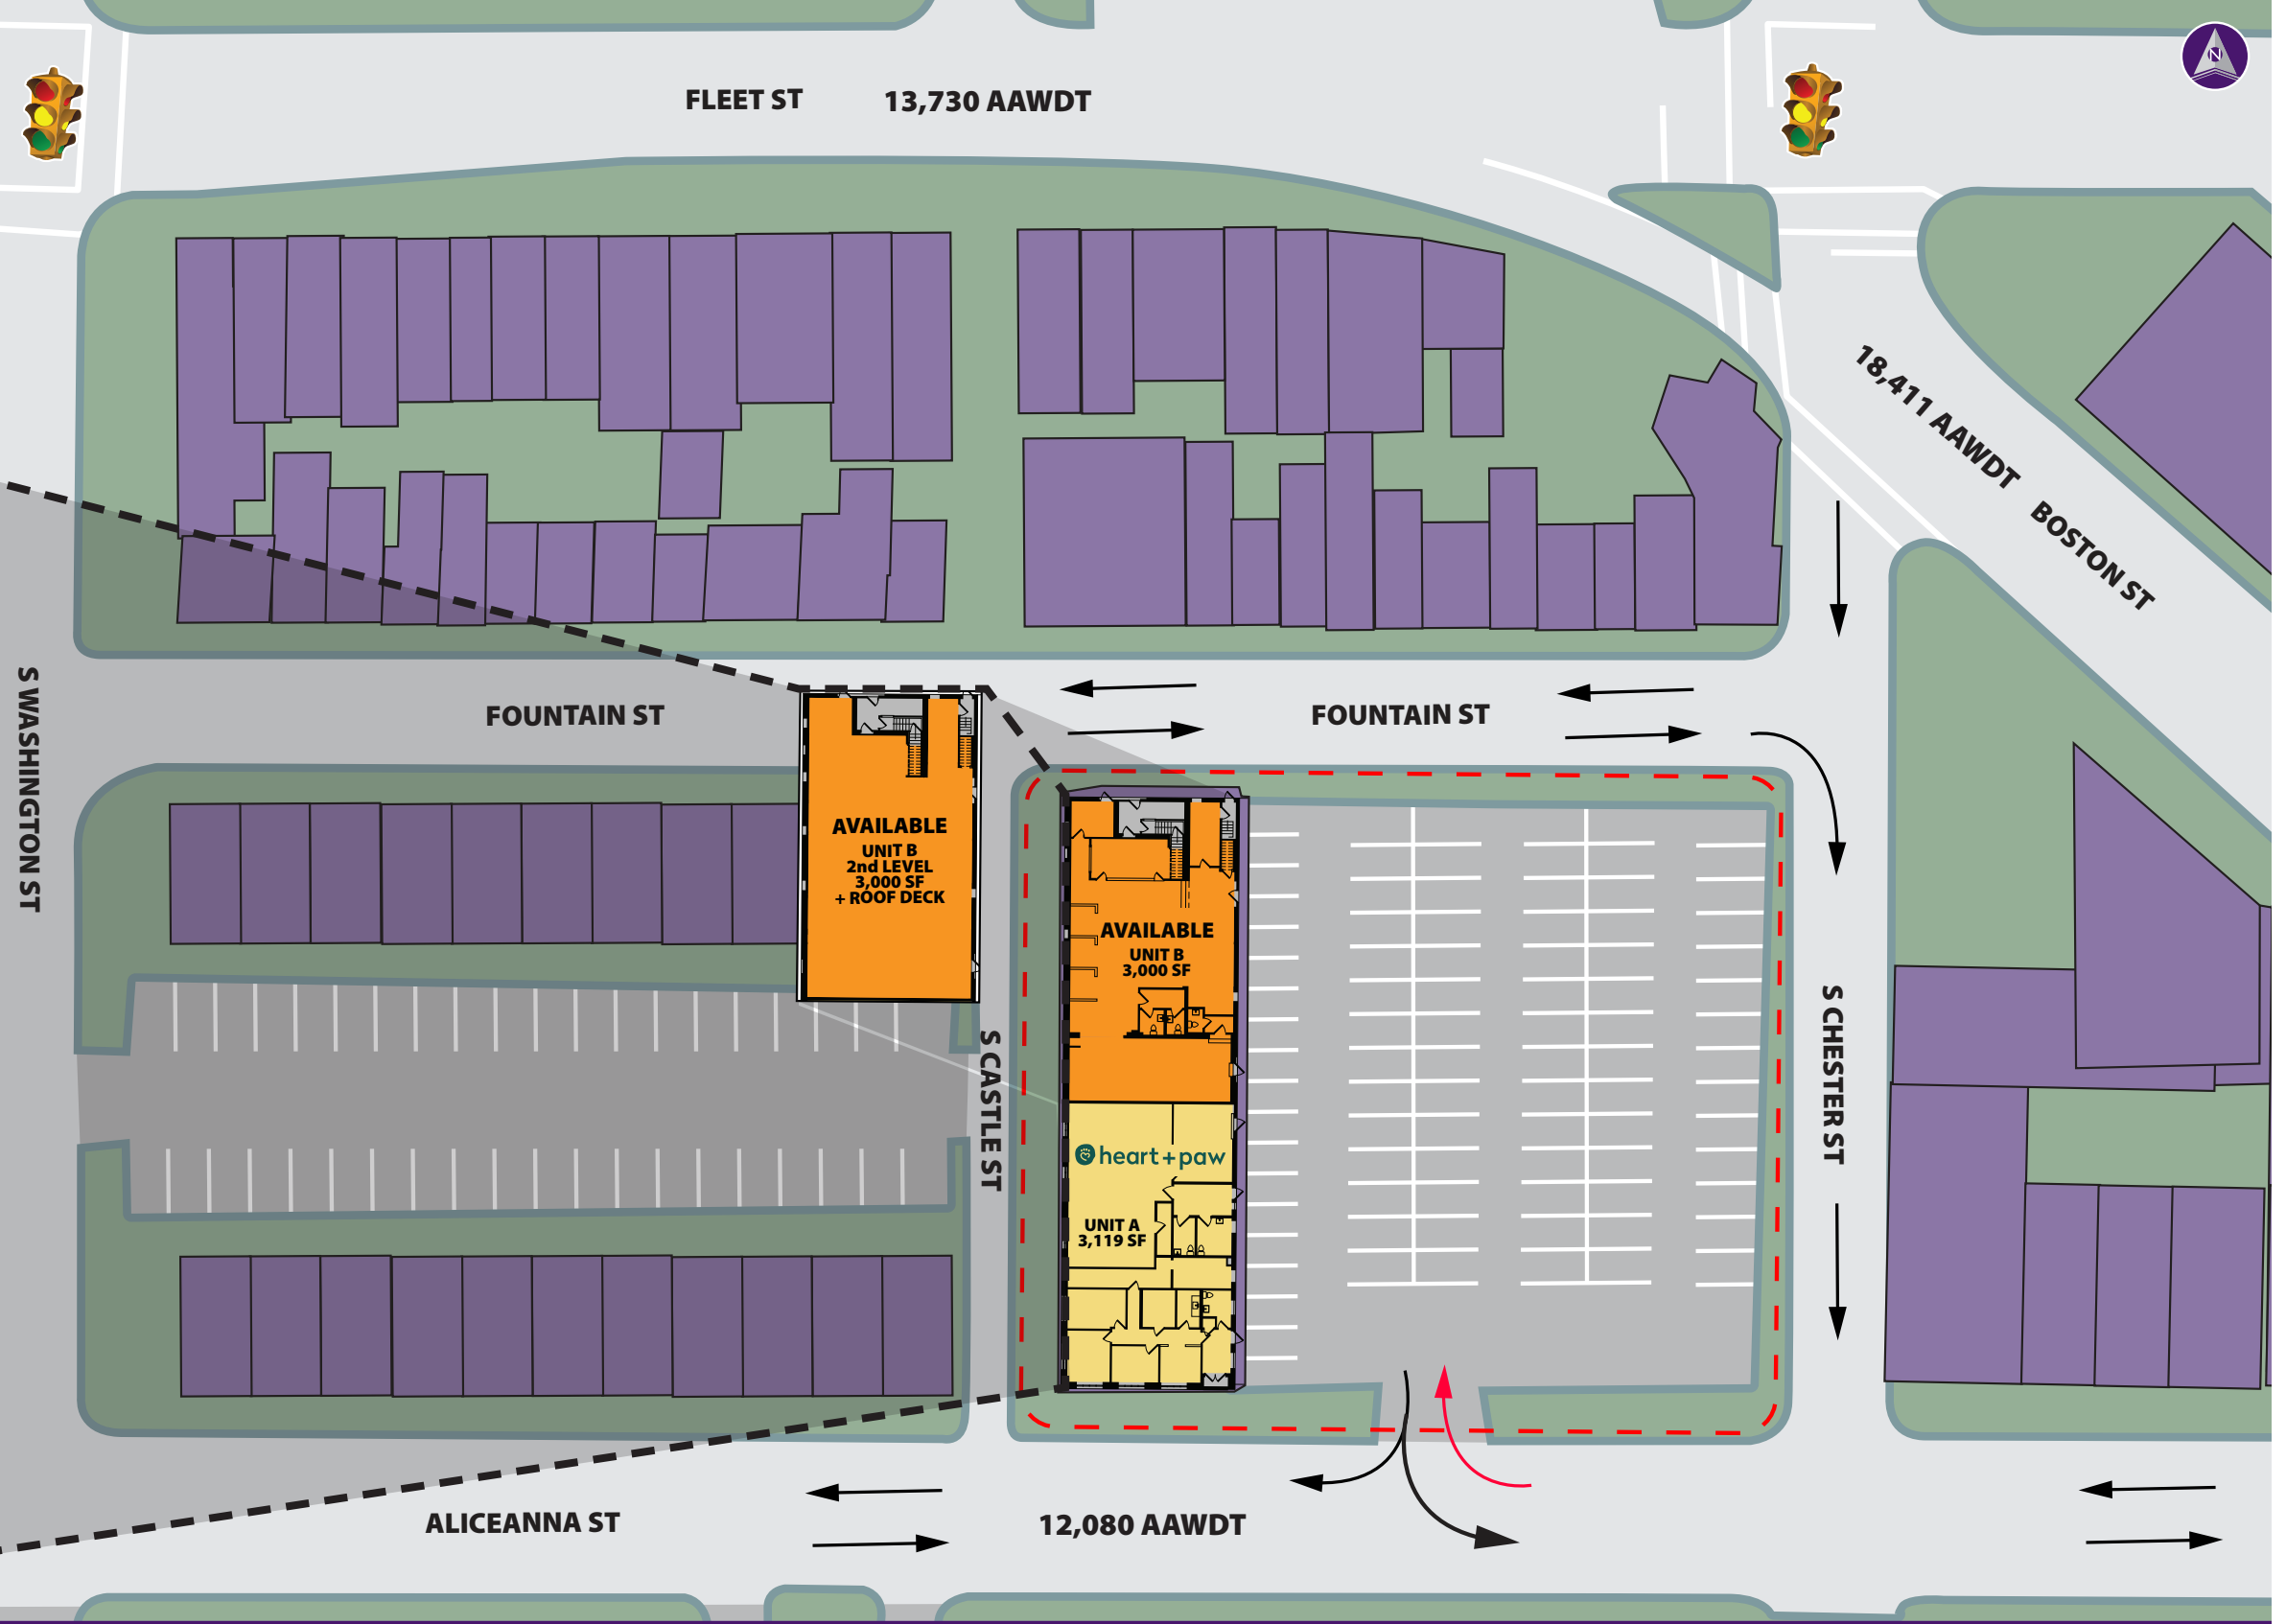 FLEET ST 13,730 AAWDT
N
18,411 AAWDT BOSTON ST
S WASHINGTON ST
FOUNTAIN ST
FOUNTAIN ST
AVAILABLE
UNIT B
2nd LEVEL
3,000 SF
+ ROOF DECK
AVAILABLE
UNIT B
3,000 SF
S CASTLE ST
S CHESTER ST
heart+paw
UNIT A
3,119 SF
ALICEANNA ST
12,080 AAWDT